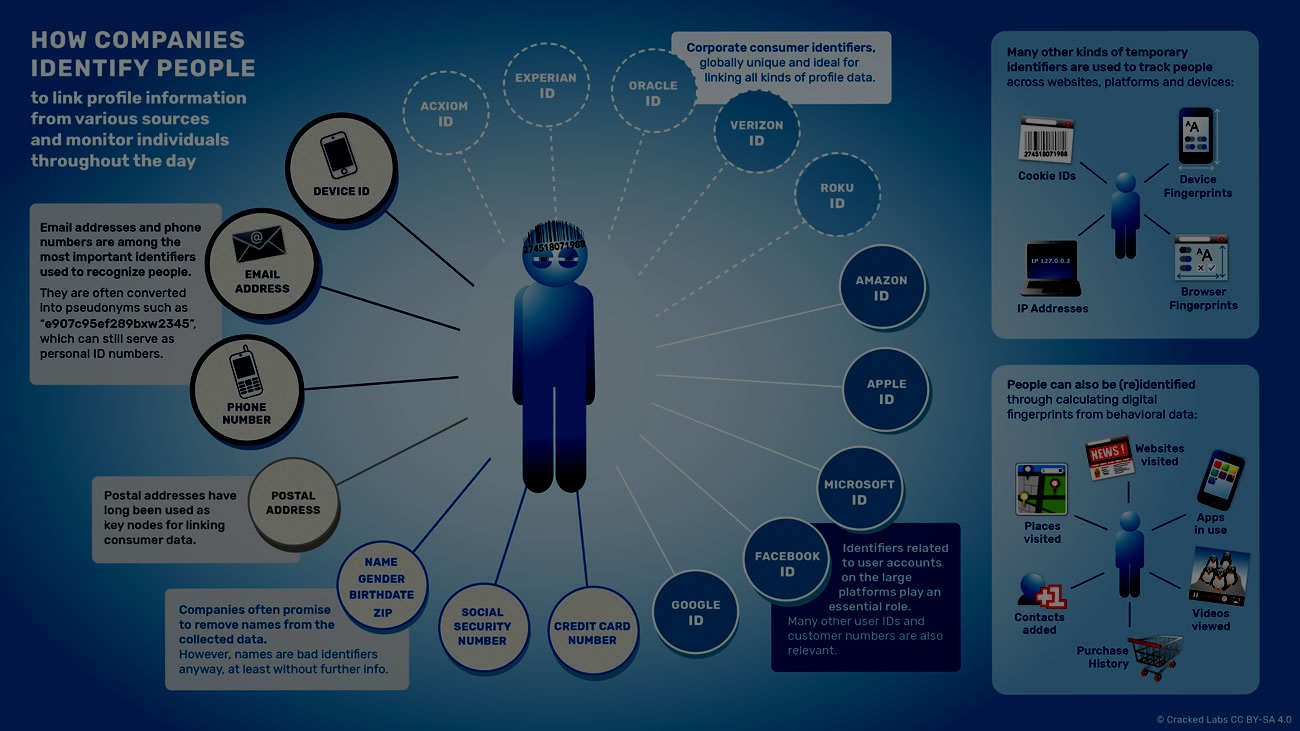 HOW COMPANIES
IDENTIFY PEOPLE
to link profile information
from various sources
and monitor individuals
throughout the day
DEVICE ID
Email addresses and phone
numbers are among the
most important identifiers
used to recognize people.
They are often converted
into pseudonyms such as
“e907c95ef289bxw2345”,
which can still serve as
personal ID numbers.
EMAIL
ADDRESS
@
PHONE
NUMBER
Postal addresses have
long been used as
key nodes for linking
consumer data.
POSTAL
ADDRESS
Companies often promise
to remove names from the
collected data.
However, names are bad identifiers
anyway, at least without further info.
NAME
GENDER
BIRTHDATE
ZIP
SOCIAL
SECURITY
NUMBER
CREDIT CARD
NUMBER
GOOGLE
ID
FACEBOOK
ID
Identifiers related
to user accounts
on the large
platforms play an
essential role.
Many other user IDs and
customer numbers are also
relevant.
MICROSOFT
ID
APPLE
ID
AMAZON
ID
ROKU
ID
VERIZON
ID
ORACLE
ID
EXPERIAN
ID
ACXIOM
ID
Corporate consumer identifiers,
globally unique and ideal for
linking all kinds of profile data.
274518071988
Many other kinds of temporary
identifiers are used to track people
across websites, platforms and devices:
274518071988
Cookie IDs
AA
Device
Fingerprints
IP 127.0.0.2
IP Addresses
AA
Browser
Fingerprints
People can also be (re)identified
through calculating digital
fingerprints from behavioral data:
NEWS !
Websites
visited
Places
visited
Apps
in use
+1
Contacts
added
Videos
viewed
Purchase
History
© Cracked Labs CC BY-SA 4.0